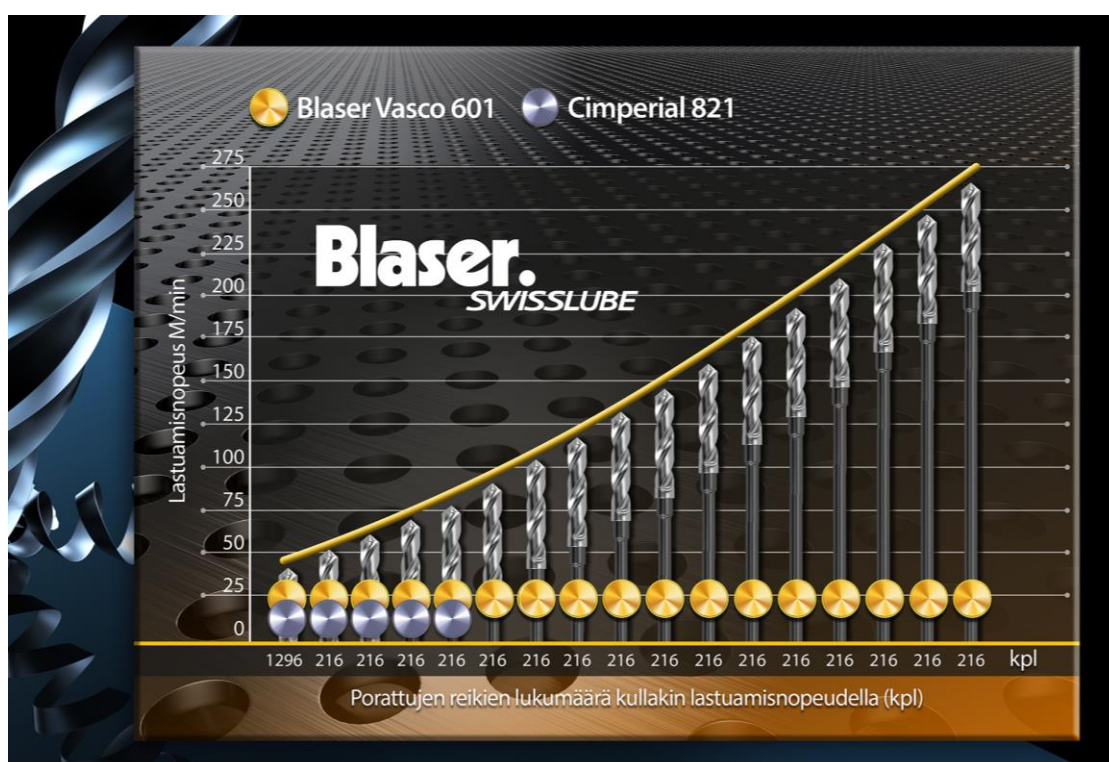 Blaser Vasco 601 Cimperial 821
275
250
225
200
175
150
125
100
75
50
25
0
Lastuamisnopeus M/min
Blaser.
SWISSLUBE
1296 216 216 216 216 216 216 216 216 216 216 216 216 216 216 216 216 kpl
Porattujen reikien lukumäärä kullakin lastuamisnopeudella (kpl)